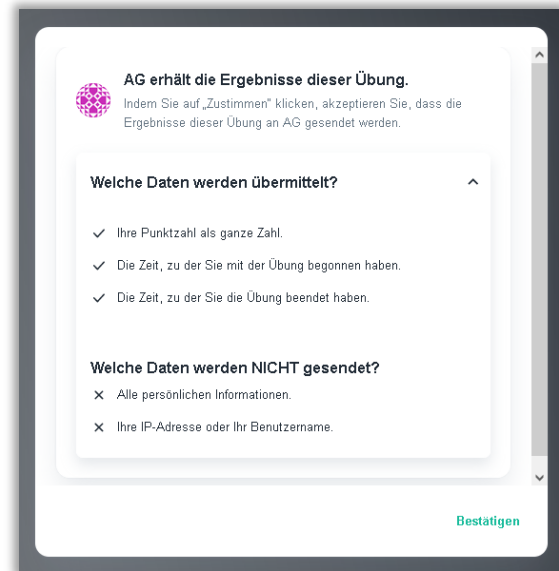 AG erhält die Ergebnisse dieser Übung.
Indem Sie auf „Zustimmen" klicken, akzeptieren Sie, dass die
Ergebnisse dieser Übung an AG gesendet werden.
Welche Daten werden übermittelt?
Ihre Punktzahl als ganze Zahl.
Die Zeit, zu der Sie mit der Übung begonnen haben.
Die Zeit, zu der Sie die Übung beendet haben.
Welche Daten werden NICHT gesendet?
Alle persönlichen Informationen.
Ihre IP-Adresse oder Ihr Benutzername.
Bestätigen